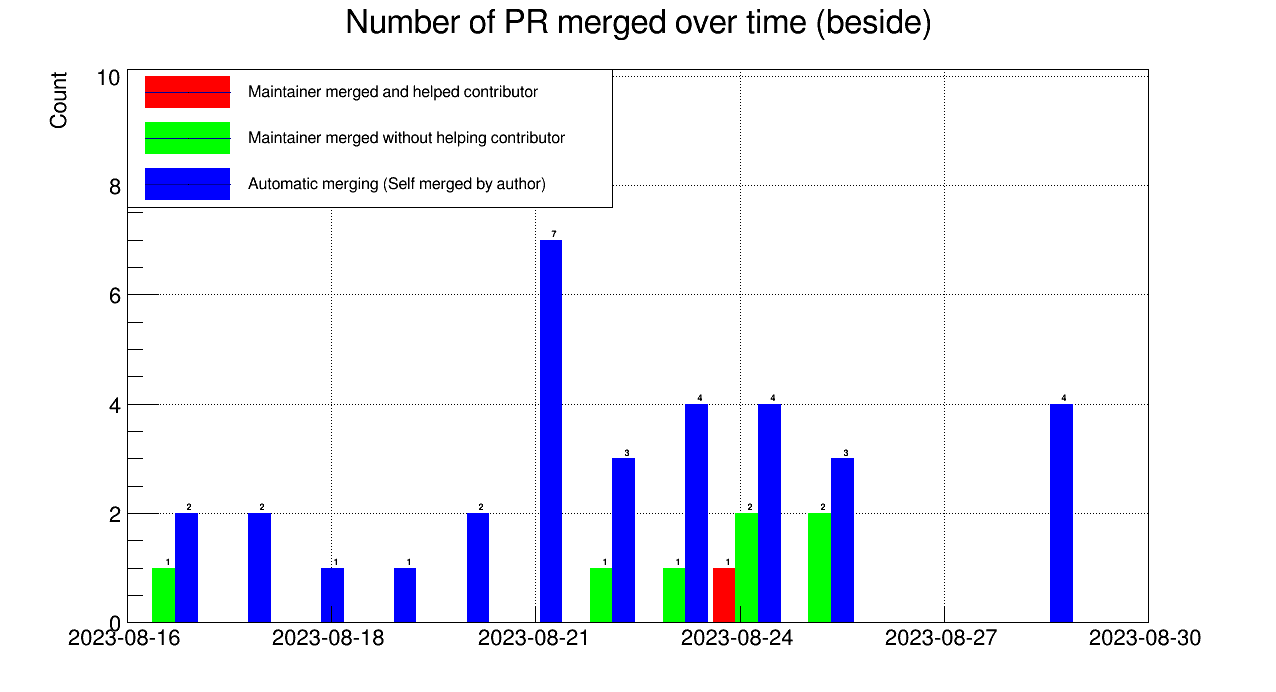 Number of PR merged over time (beside)
Count
10
Maintainer merged and helped contributor
Maintainer merged without helping contributor
8
Automatic merging (Self merged by author)
7
6
4
4 4 4
3 3
2
2 2 2 2 2
1 1 1 1 1 1
0
2023-08-16 2023-08-18 2023-08-21 2023-08-24 2023-08-27 2023-08-30